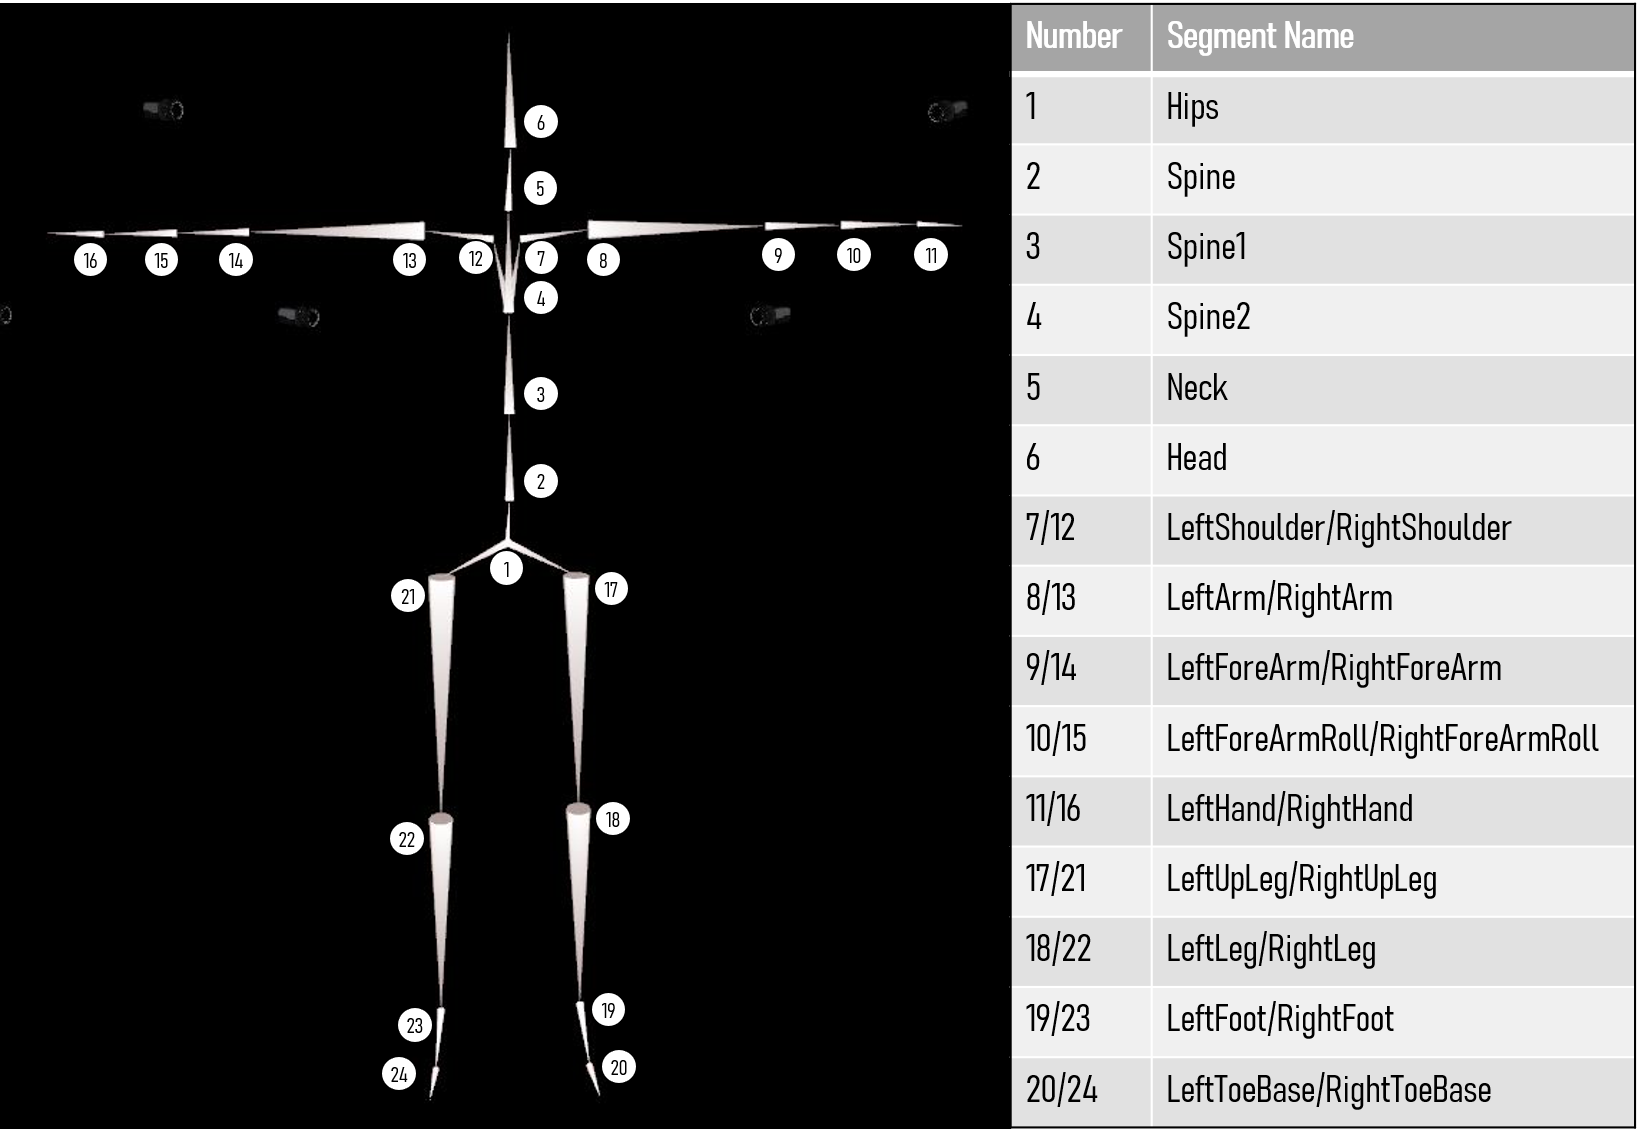 6
5
16
15
14
13
12
7
8
9
10
11
4
3
2
1
21
17
22
18
23
19
24
20
Number Segment Name
1 Hips
2 Spine
3 Spine1
4 Spine2
5 Neck
6 Head
7/12 LeftShoulder/RightShoulder
8/13 LeftArm/RightArm
9/14 LeftForeArm/RightForeArm
10/15 LeftForeArmRoll/RightForeArmRoll
11/16 LeftHand/RightHand
17/21 LeftUpLeg/RightUpLeg
18/22 LeftLeg/RightLeg
19/23 LeftFoot/RightFoot
20/24 LeftToeBase/RightToeBase